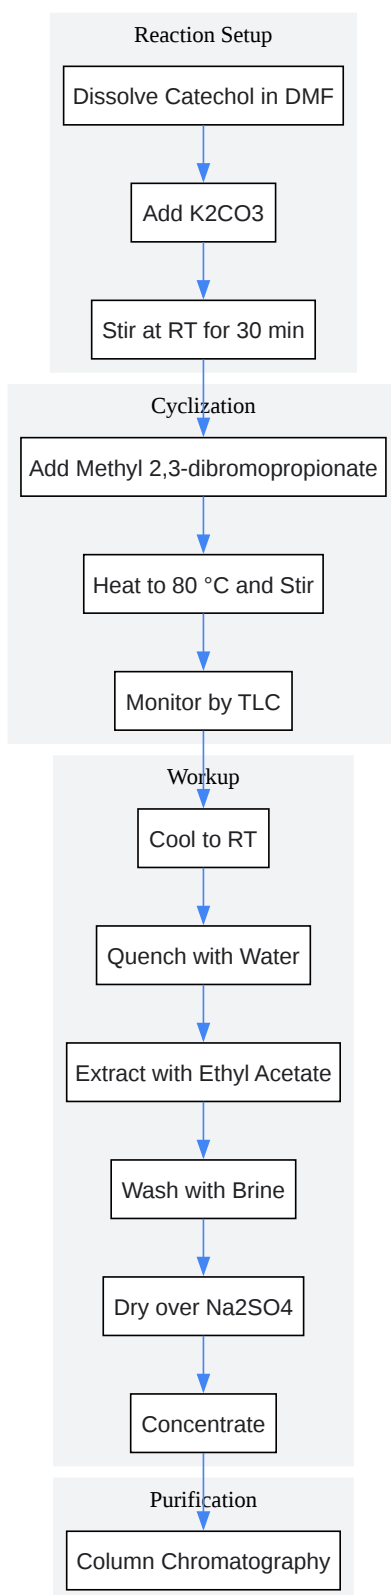 Reaction Setup
Dissolve Catechol in DMF
Add K2CO3
Stir at RT for 30 min
Cyclization
Add Methyl 2,3-dibromopropionate
Heat to 80 °C and Stir
Monitor by TLC
Workup
Cool to RT
Quench with Water
Extract with Ethyl Acetate
Wash with Brine
Dry over Na2SO4
Concentrate
Purification
Column Chromatography